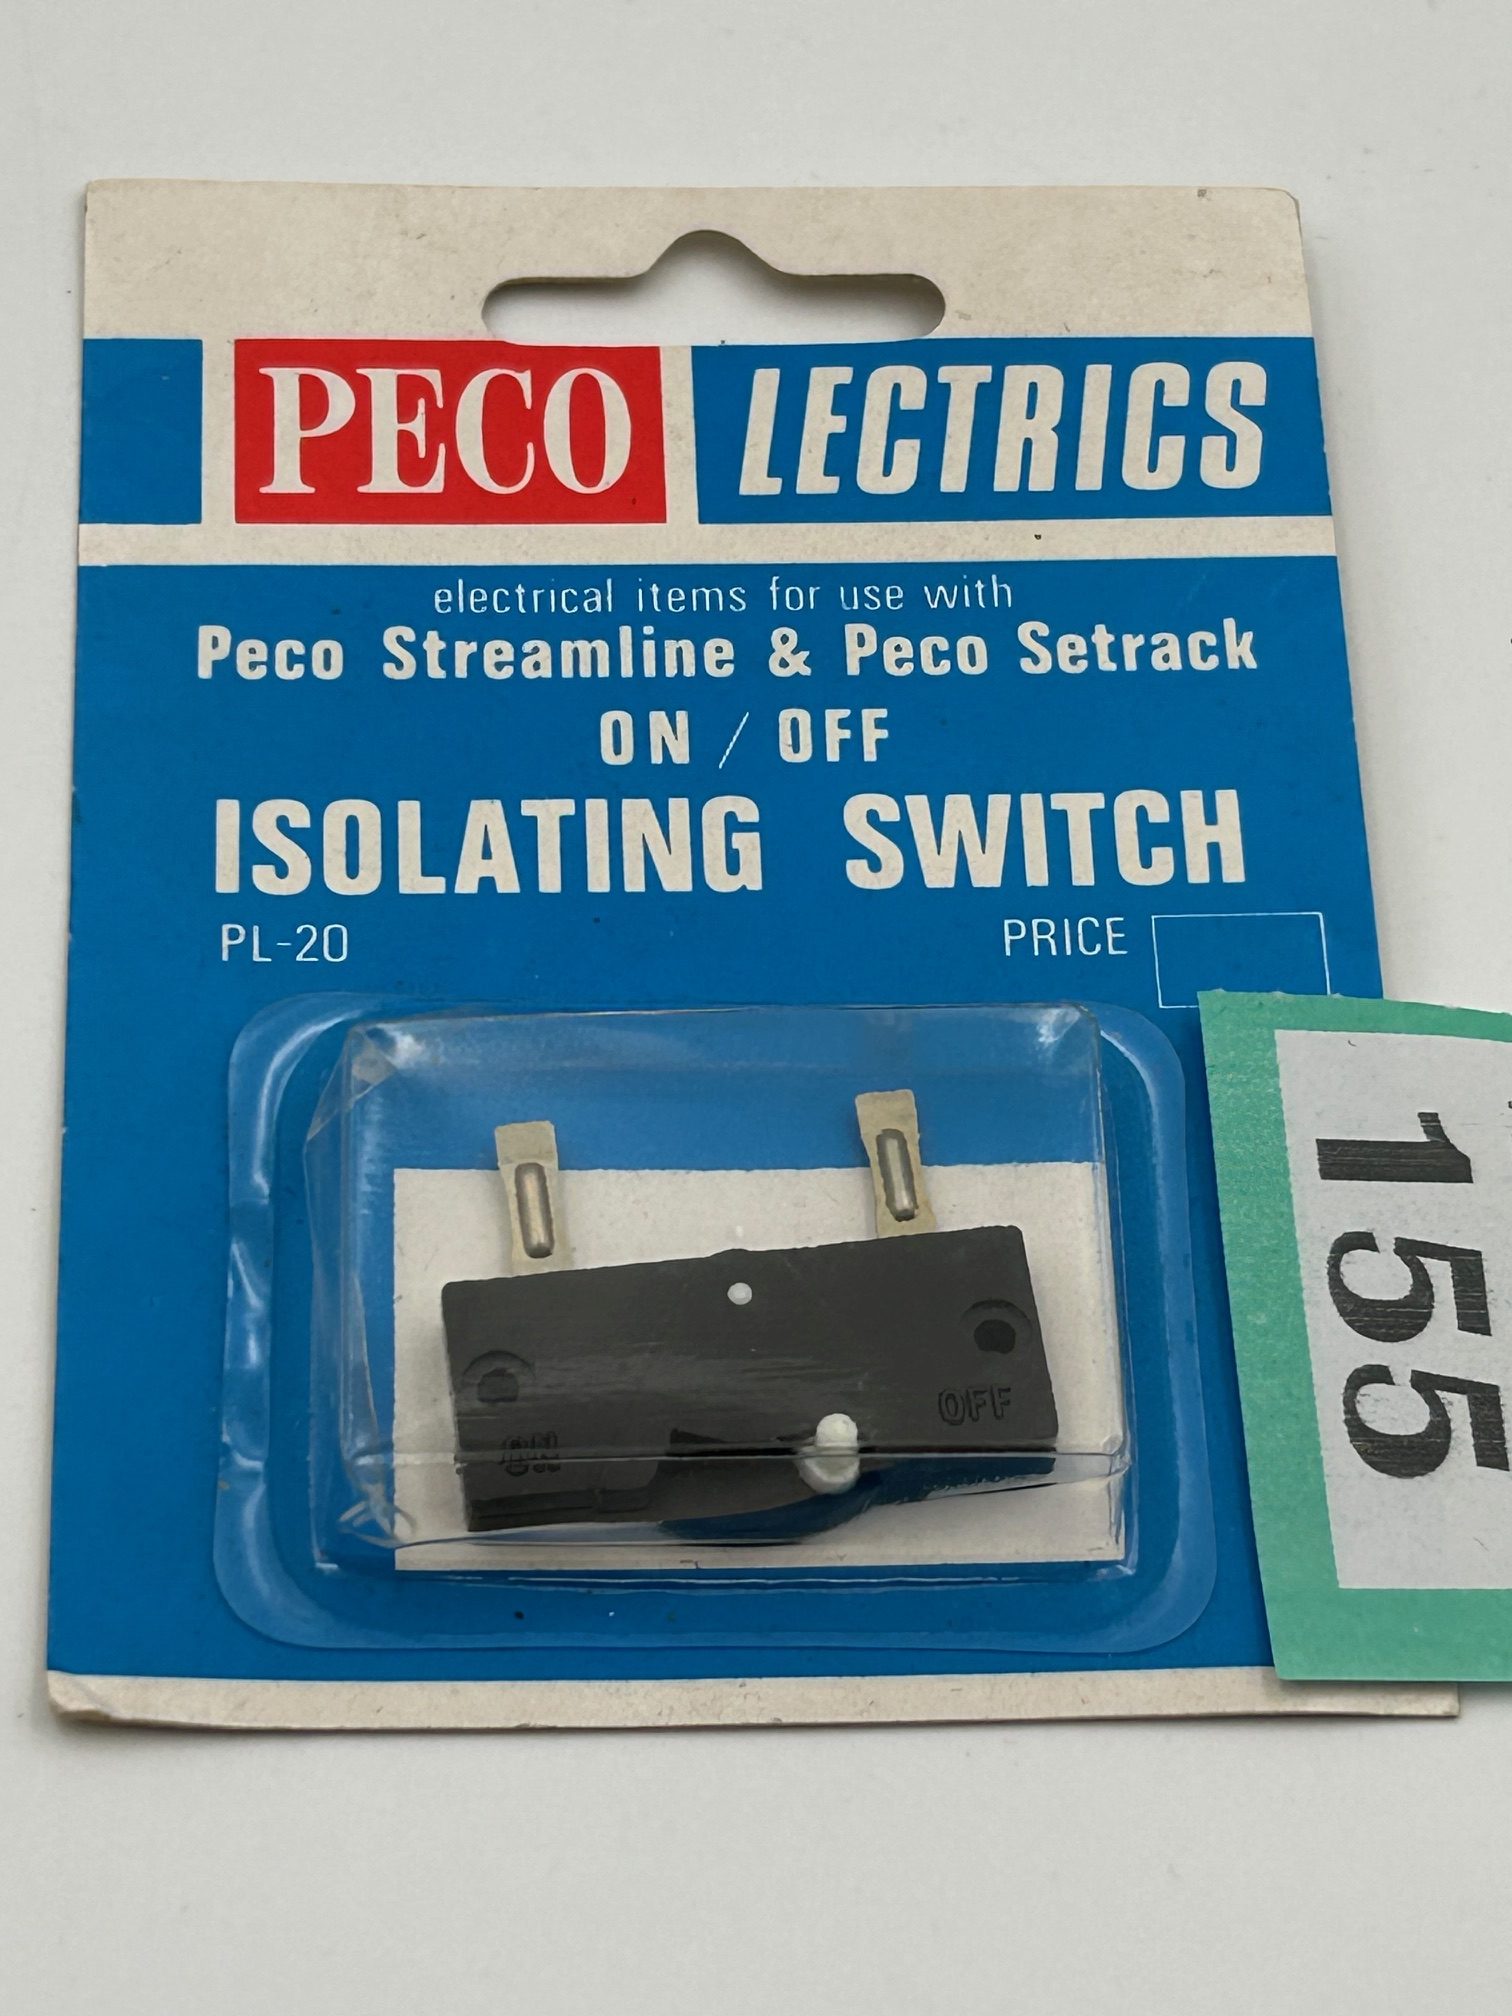 PECO LECTRICS
electrical items for use with
Peco Streamline & Peco Setrack
ON / OFF
ISOLATING SWITCH
PL-20 PRICE
ON OFF
155